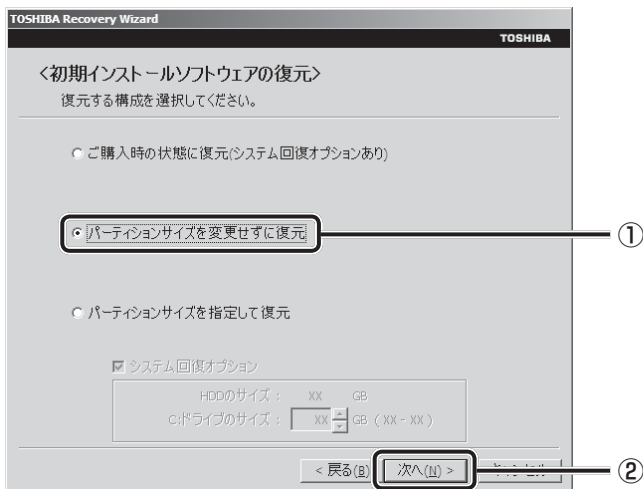 TOSHIBA Recovery Wizard
TOSHIBA
<初期インストールソフトウェアの復元>
復元する構成を選択してください。
ご購入時の状態に復元(システム回復オプションあり)
パーティションサイズを変更せずに復元
①
パーティションサイズを指定して復元
システム回復オプション
HDDのサイズ： XX GB
C:ドライブのサイズ： XX GB ( XX - XX )
< 戻る(B) 次へ(N) >
②